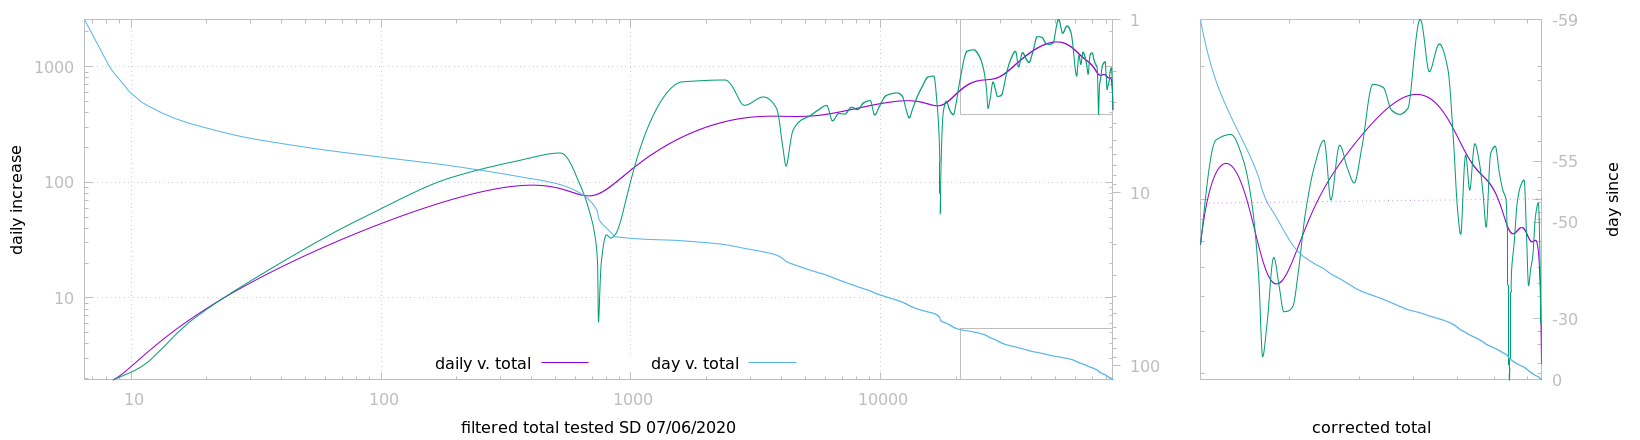 1
-59
1000
daily increase
100
10
-55
-50
day since
10
-30
daily v. total
day v. total
100
0
10
100
1000
10000
filtered total tested SD 07/06/2020
corrected total